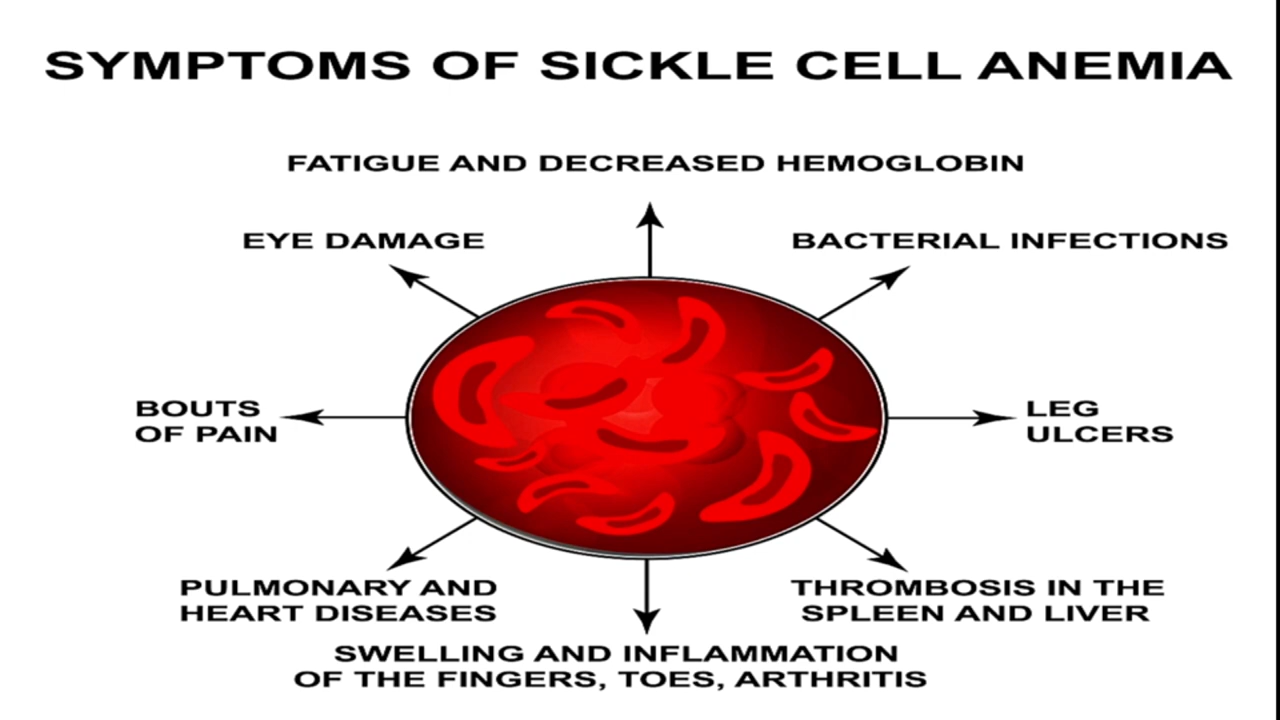 SYMPTOMS OF SICKLE CELL ANEMIA
FATIGUE AND DECREASED HEMOGLOBIN
EYE DAMAGE
BACTERIAL INFECTIONS
BOUTS
OF PAIN
LEG
ULCERS
PULMONARY AND
HEART DISEASES
THROMBOSIS IN THE
SPLEEN AND LIVER
SWELLING AND INFLAMMATION
OF THE FINGERS, TOES, ARTHRITIS